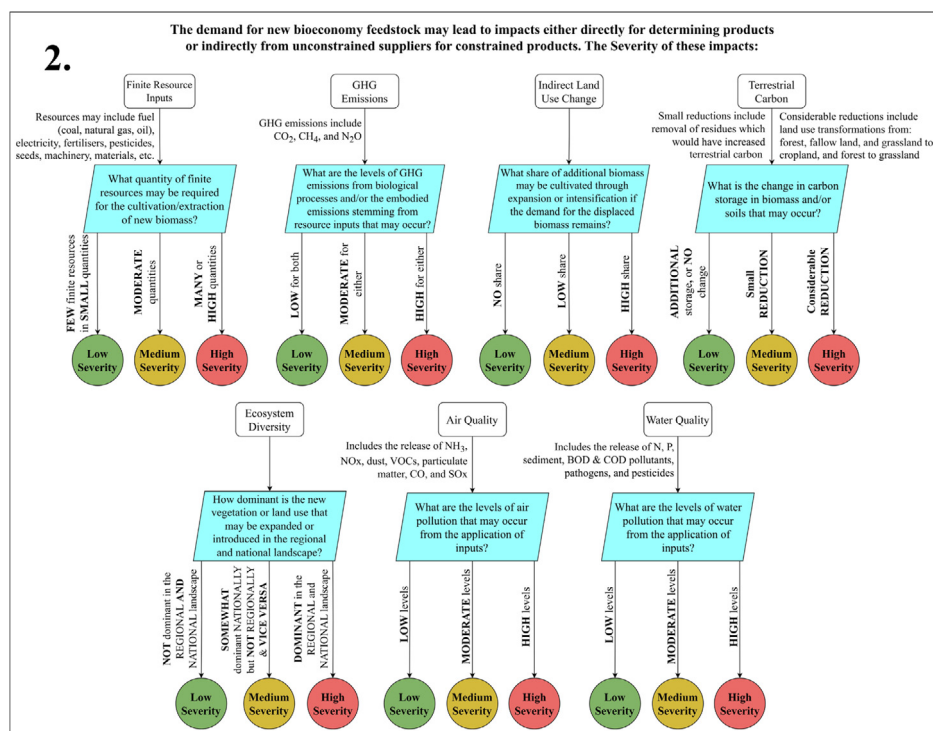 The demand for new bioeconomy feedstock may lead to impacts either directly for determining products
or indirectly from unconstrained suppliers for constrained products. The Severity of these impacts:
2.
Finite Resource
Inputs
Resources may include fuel
(coal, natural gas, oil),
electricity, fertilisers, pesticides,
seeds, machinery, materials, etc.
What quantity of finite
resources may be required
for the cultivation/extraction
of new biomass?
FEW finite resources
in SMALL quantities
MODERATE
quantities
MANY or
HIGH quantities
Low
Severity
Medium
Severity
High
Severity
GHG
Emissions
GHG emissions include
CO2, CH4, and N2O
What are the levels of GHG
emissions from biological
processes and/or the embodied
emissions stemming from
resource inputs that may occur?
LOW for both
MODERATE for
either
HIGH for either
Low
Severity
Medium
Severity
High
Severity
Indirect Land
Use Change
What share of additional biomass
may be cultivated through
expansion or intensification if
the demand for the displaced
biomass remains?
NO share
LOW share
HIGH share
Low
Severity
Medium
Severity
High
Severity
Terrestrial
Carbon
Small reductions include
removal of residues which
would have increased
terrestrial carbon
Considerable reductions include
land use transformations from:
forest, fallow land, and grassland to
cropland, and forest to grassland
What is the change in carbon
storage in biomass and/or
soils that may occur?
ADDITIONAL
storage, or NO
change
Small
REDUCTION
Considerable
REDUCTION
Low
Severity
Medium
Severity
High
Severity
Ecosystem
Diversity
How dominant is the new
vegetation or land use that
may be expanded or
introduced in the regional
and national landscape?
NOT dominant in the
REGIONAL AND
NATIONAL landscape
SOMEWHAT
dominant NATIONALLY
but NOT REGIONALLY
& VICE VERSA
DOMINANT in the
REGIONAL and
NATIONAL landscape
Low
Severity
Medium
Severity
High
Severity
Air Quality
Includes the release of NH3,
NOx, dust, VOCs, particulate
matter, CO, and SOx
What are the levels of air
pollution that may occur
from the application of
inputs?
LOW levels
MODERATE levels
HIGH levels
Low
Severity
Medium
Severity
High
Severity
Water Quality
Includes the release of N, P,
sediment, BOD & COD pollutants,
pathogens, and pesticides
What are the levels of water
pollution that may occur
from the application of
inputs?
LOW levels
MODERATE levels
HIGH levels
Low
Severity
Medium
Severity
High
Severity